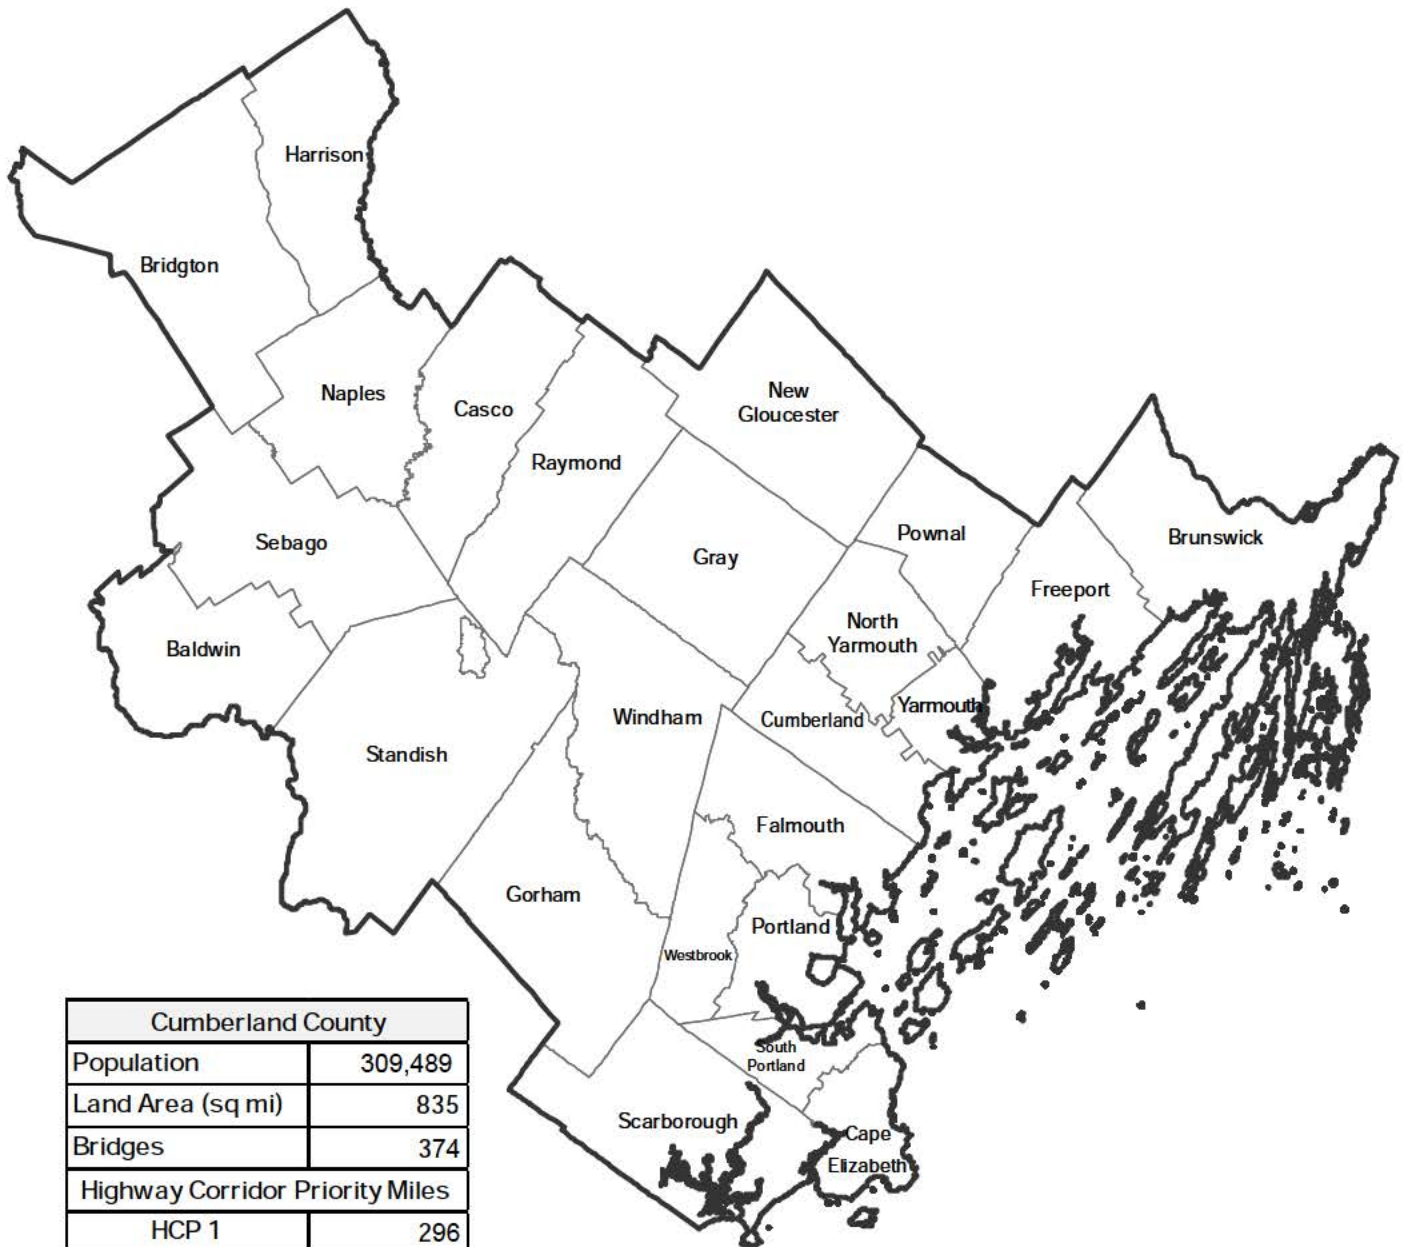 Harrison
Bridgton
Naples
Casco
New
Gloucester
Raymond
Sebago
Gray
Pownal
Brunswick
Freeport
Baldwin
North
Yarmouth
Yarmouth
Windham
Cumberland
Standish
Falmouth
Gorham
Portland
Westbrook
South
Portland
Scarborough
Cape
Elizabeth
Cumberland County
Population 309,489
Land Area (sq mi) 835
Bridges 374
Highway Corridor Priority Miles
HCP 1 296